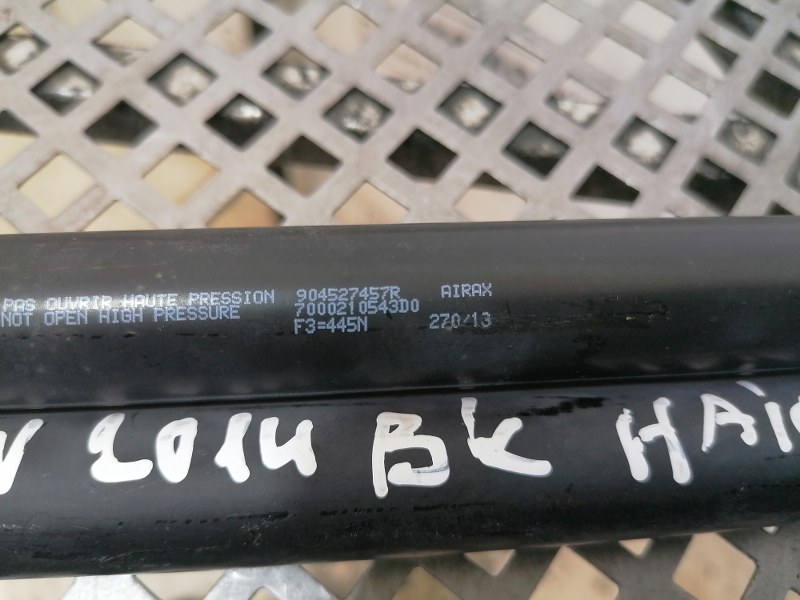 PAS OUVRIR HAUTE PRESSION 904527457R AIRAX
NOT OPEN HIGH PRESSURE 7000210543D0
F3=445N 270/13
2014 BK